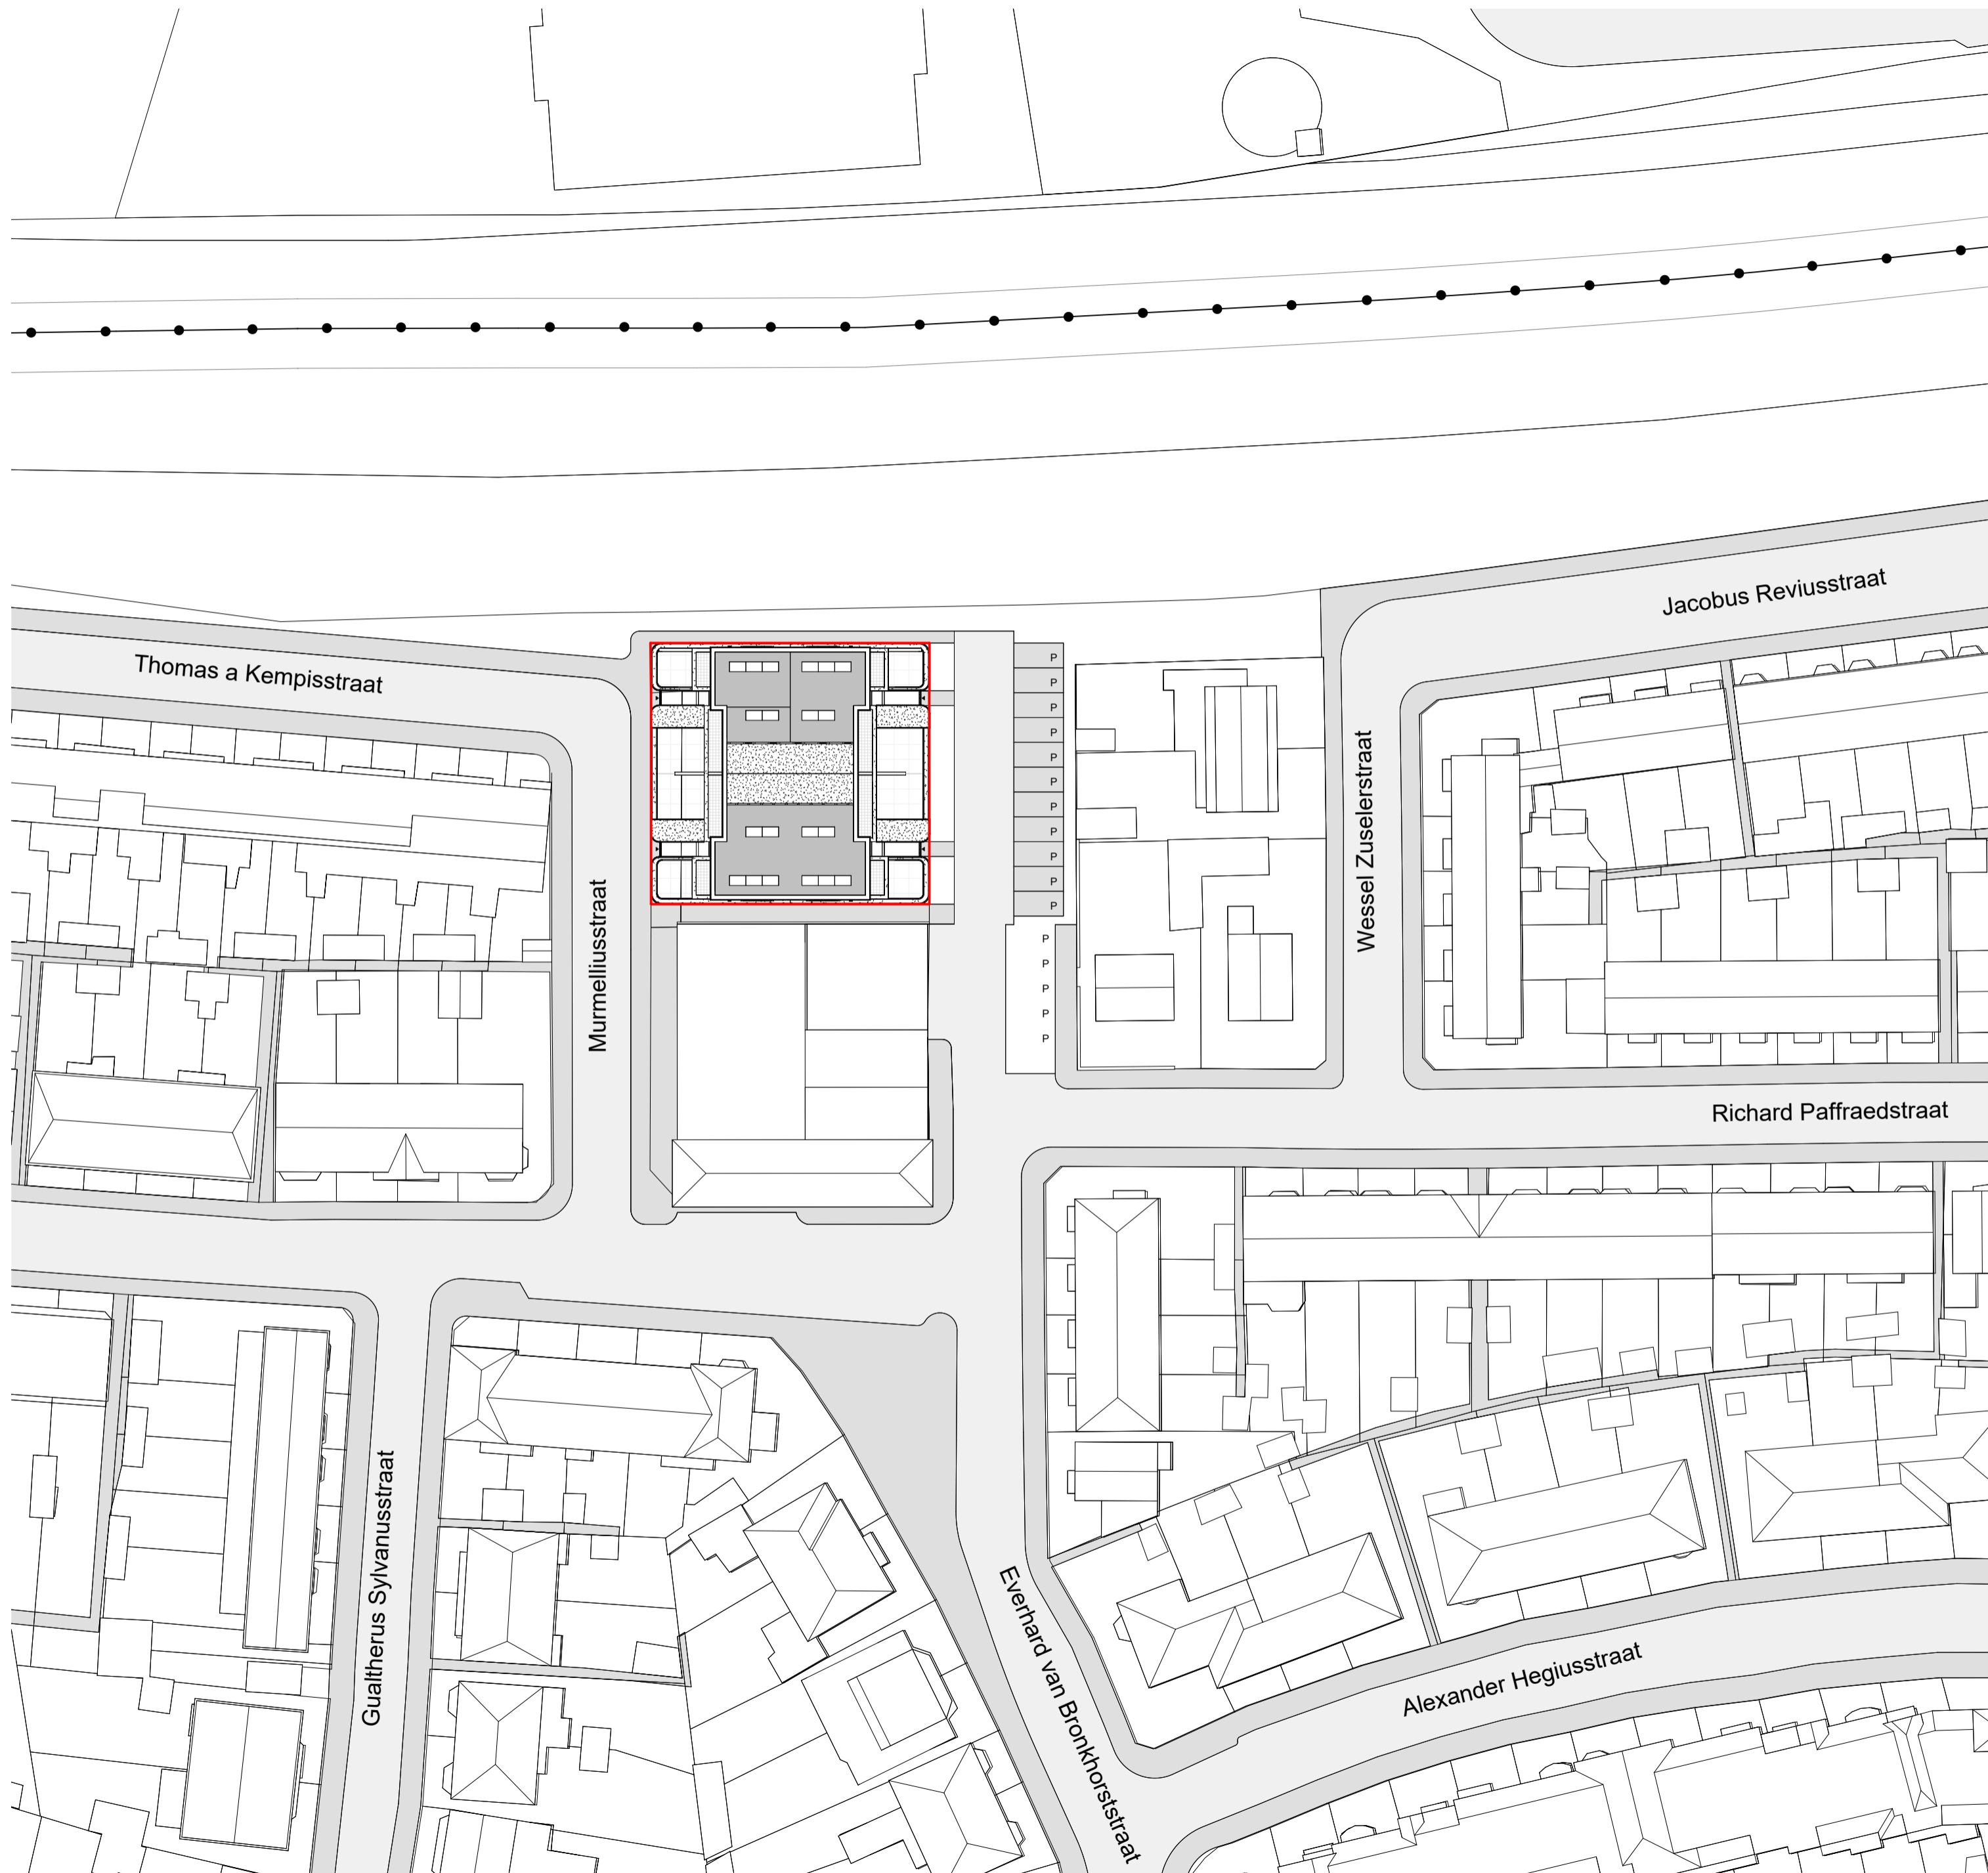 Jacobus Reviusstraat
Thomas a Kempisstraat
P
P
P
P
P
P
P
P
P
P
P
Wessel Zuselerstraat
Murmelliusstraat
P
P
P
P
P
Richard Paffraedstraat
Gualtherus Sylvanusstraat
Everhard van Bronkhorststraat
Alexander Hegiusstraat